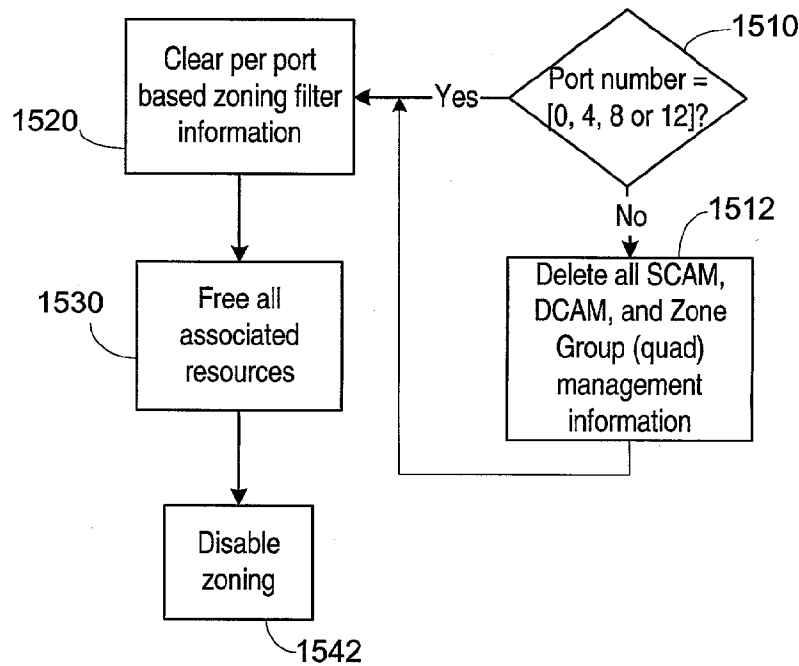 1510
Port number =
[0, 4, 8 or 12]?
Yes
No
1512
Delete all SCAM,
DCAM, and Zone
Group (quad)
management
information
Clear per port
based zoning filter
information
1520
1530
Free all
associated
resources
Disable
zoning
1542